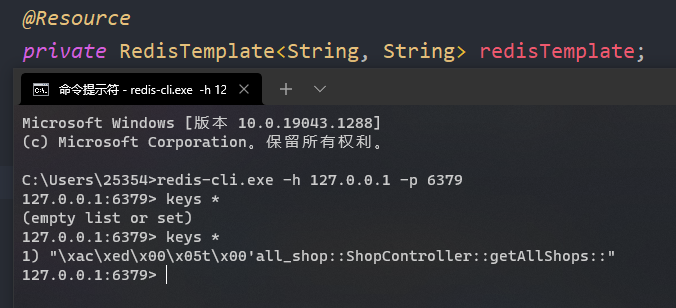 @Resource
private RedisTemplate<String, String> redisTemplate;
命令提示符 - redis-cli.exe -h 12
Microsoft Windows [版本 10.0.19043.1288]
(c) Microsoft Corporation。保留所有权利。
C:\Users\25354>redis-cli.exe -h 127.0.0.1 -p 6379
127.0.0.1:6379> keys *
(empty list or set)
127.0.0.1:6379> keys *
1) "\xac\xed\x00\x05t\x00'all_shop::ShopController::getAllShops::"
127.0.0.1:6379>